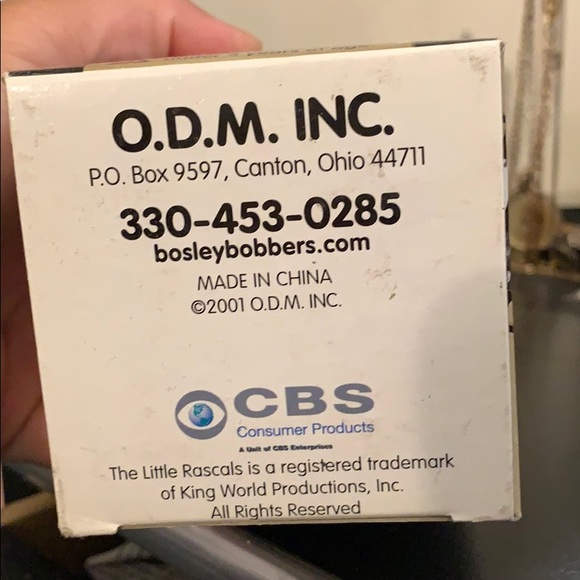 O.D.M. INC.
P.O. Box 9597, Canton, Ohio 44711
330-453-0285
bosleybobbers.com
MADE IN CHINA
©2001 O.D.M. INC.
CBS
Consumer Products
A Unit of CBS Enterprises
The Little Rascals is a registered trademark
of King World Productions, Inc.
All Rights Reserved